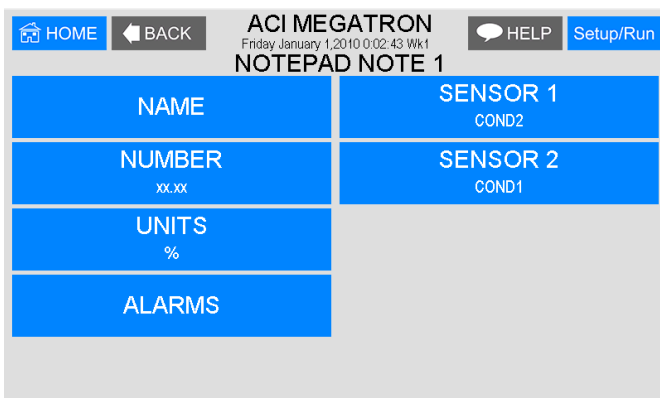 HOME
BACK
ACI MEGATRON
Friday January 1,2010 0:02:43 Wk1
NOTEPAD NOTE 1
HELP
Setup/Run
NAME
SENSOR 1
COND2
NUMBER
xx.xx
SENSOR 2
COND1
UNITS
%
ALARMS